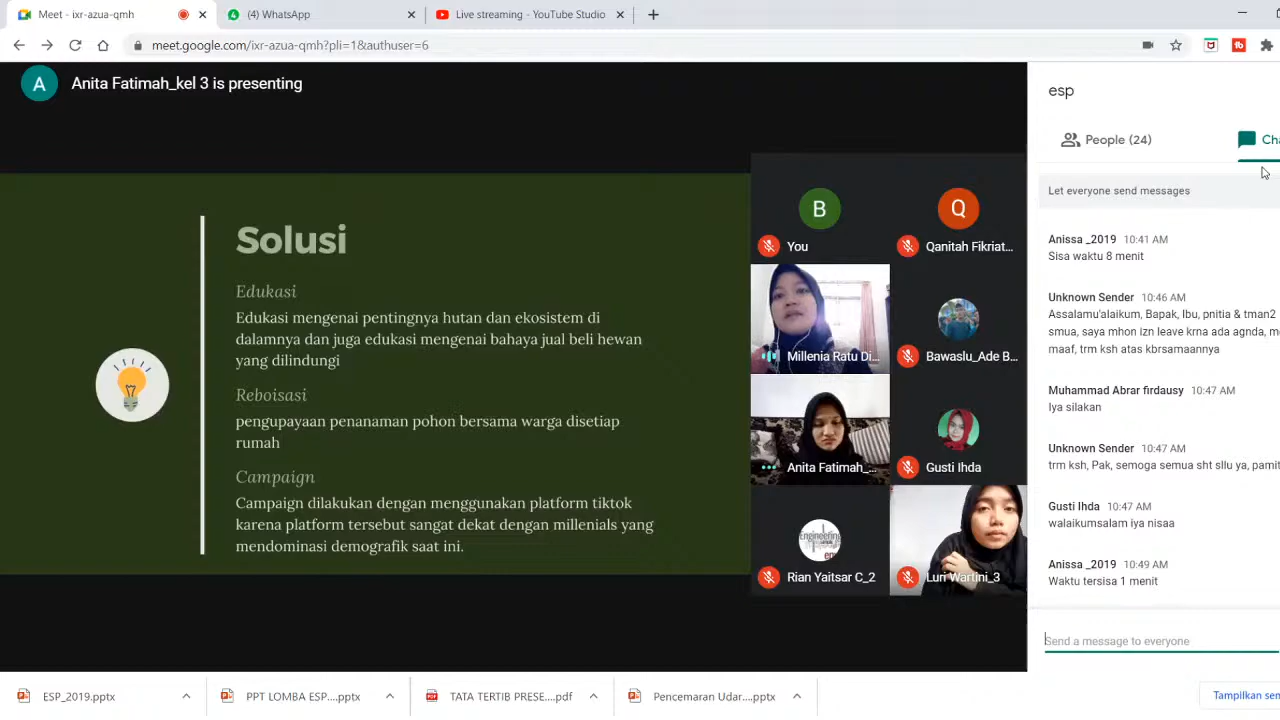 Meet - ixr-azua-qmh
(4) WhatsApp
Live streaming - YouTube Studio
meet.google.com/ixr-azua-qmh?pli=1&authuser=6
A
Anita Fatimah_kel 3 is presenting
Solusi
Edukasi
Edukasi mengenai pentingnya hutan dan ekosistem di
dalamnya dan juga edukasi mengenai bahaya jual beli hewan
yang dilindungi
Reboisasi
pengupayaan penanaman pohon bersama warga disetiap
rumah
Campaign
Campaign dilakukan dengan menggunakan platform tiktok
karena platform tersebut sangat dekat dengan millenials yang
mendominasi demografik saat ini.
B
You
Q
Qanitah Fikriat...
Millenia Ratu Di...
Bawaslu_Ade B...
Anita Fatimah_...
Gusti Ihda
Engineering
Rian Yaitsar C_2
Luri Wartini_3
esp
People (24)
Cha
Let everyone send messages
Anissa _2019 10:41 AM
Sisa waktu 8 menit
Unknown Sender 10:46 AM
Assalamu'alaikum, Bapak, Ibu, pnitia & tman2
smua, saya mhon izn leave krna ada agnda, m
maaf, trm ksh atas kbrsamaannya
Muhammad Abrar firdausy 10:47 AM
Iya silakan
Unknown Sender 10:47 AM
trm ksh, Pak, semoga semua sht sllu ya, pamit
Gusti Ihda 10:47 AM
walaikumsalam iya nisaa
Anissa _2019 10:49 AM
Waktu tersisa 1 menit
Send a message to everyone
ESP_2019.pptx
PPT LOMBA ESP....pptx
TATA TERTIB PRESE....pdf
Pencemaran Udar....pptx
Tampilkan sem